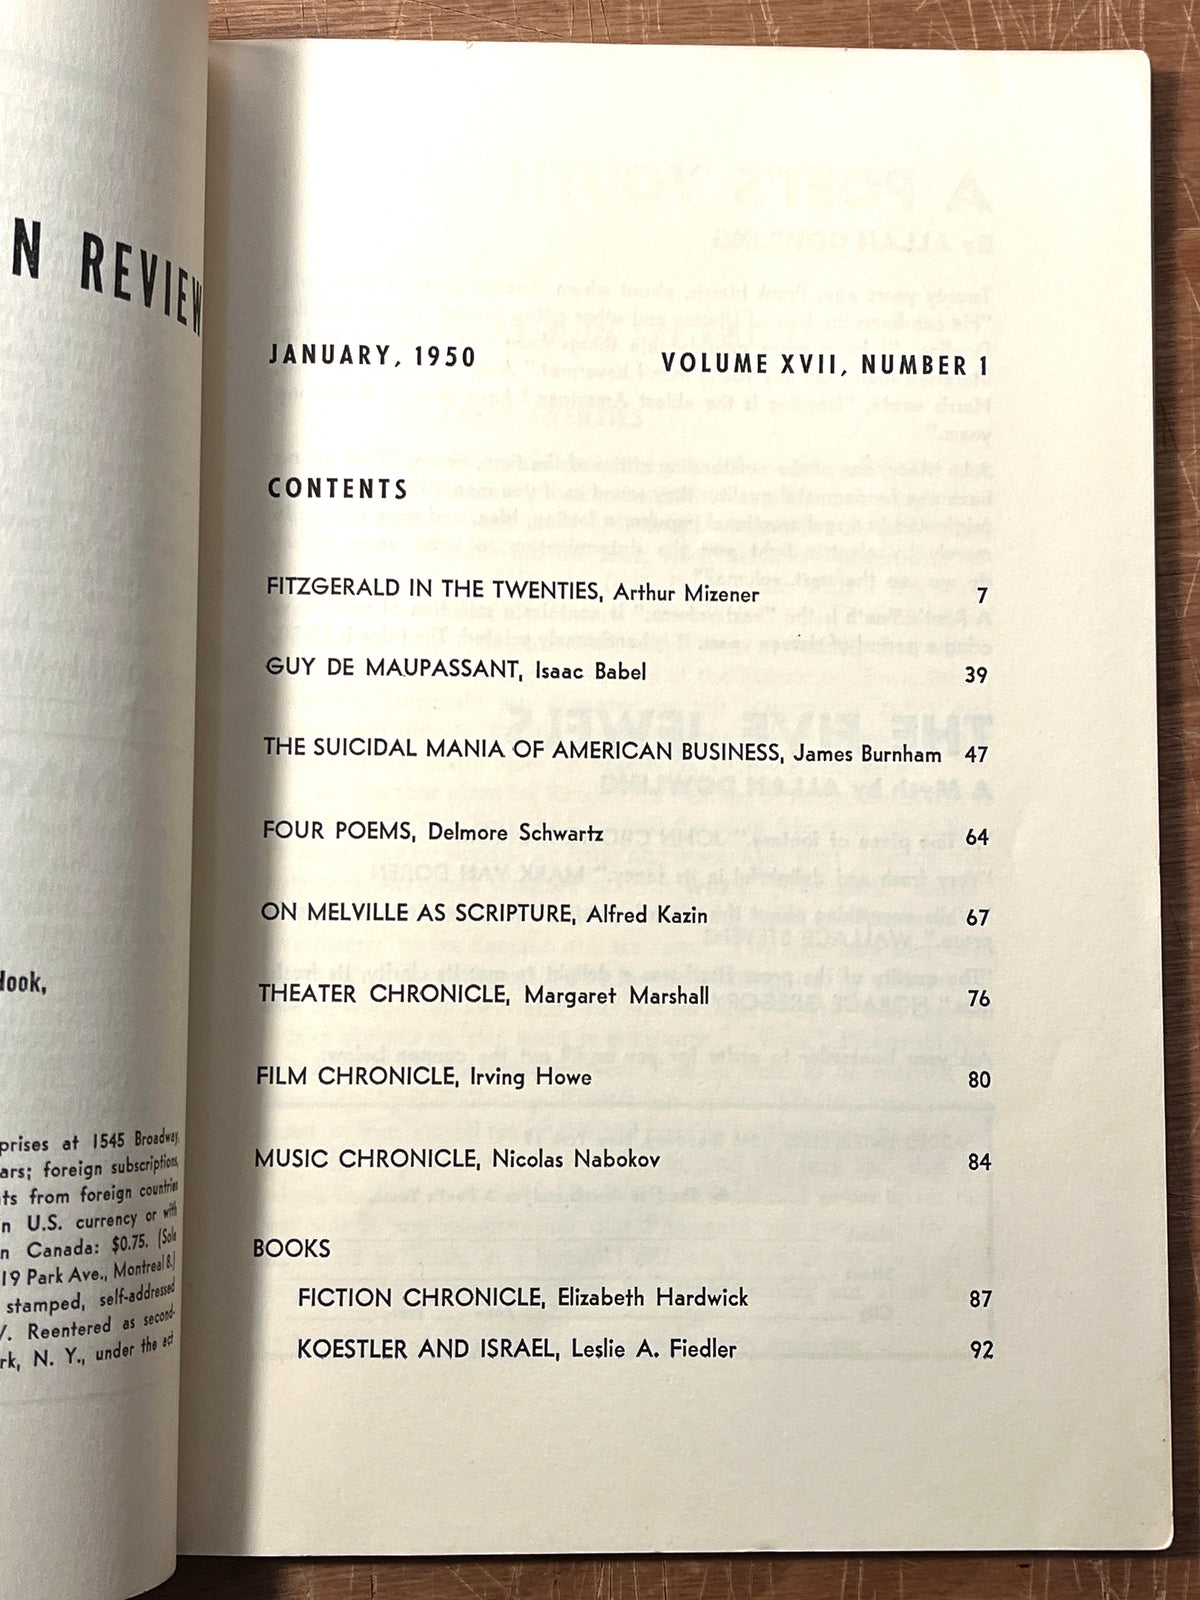 N REVIEW
Hook,
prises at 1545 Broadway,
ars; foreign subscriptions,
ts from foreign countries
n U.S. currency or with
n Canada: $0.75. (Sole
19 Park Ave., Montreal 8.)
stamped, self-addressed
Y. Reentered as second-
rk, N. Y., under the act
JANUARY, 1950 VOLUME XVII, NUMBER 1
CONTENTS
FITZGERALD IN THE TWENTIES, Arthur Mizener 7
GUY DE MAUPASSANT, Isaac Babel 39
THE SUICIDAL MANIA OF AMERICAN BUSINESS, James Burnham 47
FOUR POEMS, Delmore Schwartz 64
ON MELVILLE AS SCRIPTURE, Alfred Kazin 67
THEATER CHRONICLE, Margaret Marshall 76
FILM CHRONICLE, Irving Howe 80
MUSIC CHRONICLE, Nicolas Nabokov 84
BOOKS
FICTION CHRONICLE, Elizabeth Hardwick 87
KOESTLER AND ISRAEL, Leslie A. Fiedler 92